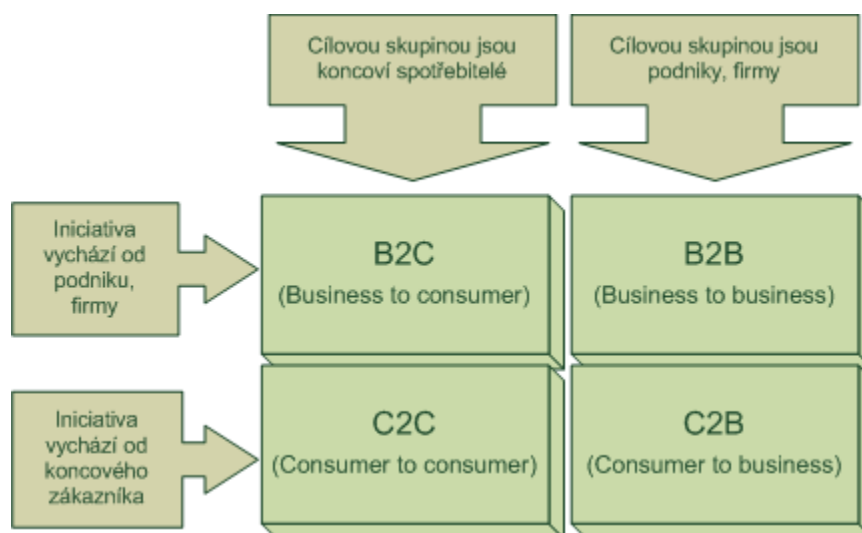 Cílovou skupinou jsou
koncoví spotřebitelé
Cílovou skupinou jsou
podniky, firmy
Iniciativa
vychází od
podniku,
firmy
B2C
(Business to consumer)
B2B
(Business to business)
Iniciativa
vychází od
koncového
zákazníka
C2C
(Consumer to consumer)
C2B
(Consumer to business)